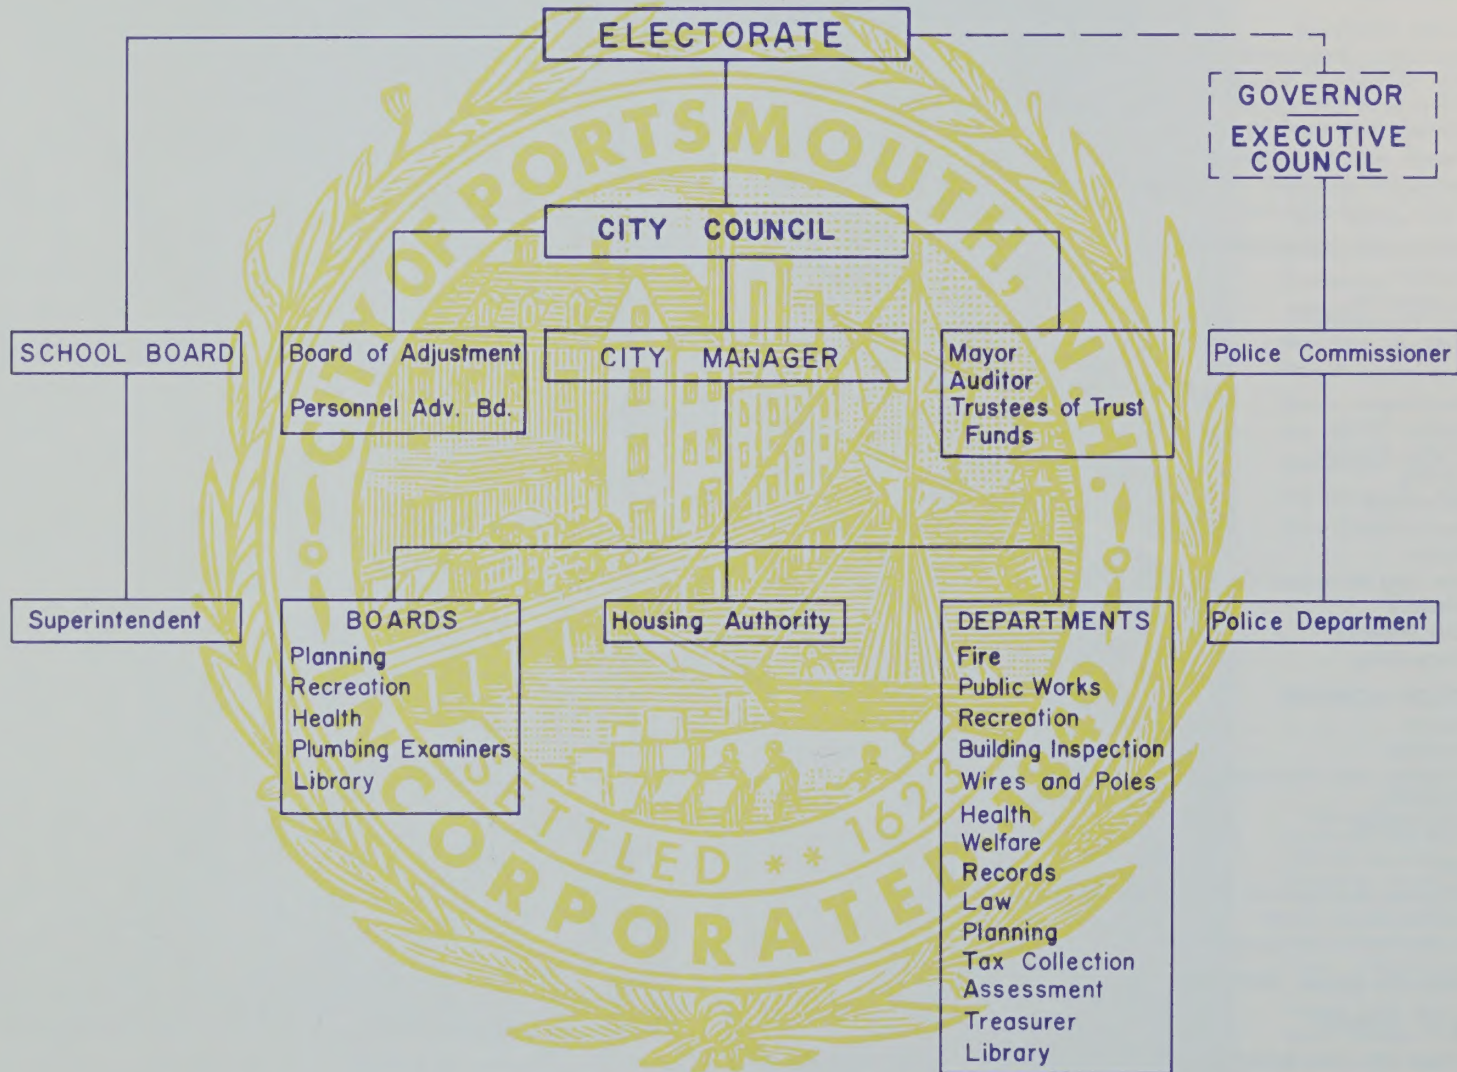 ELECTORATE
GOVERNOR
EXECUTIVE
COUNCIL
CITY COUNCIL
SCHOOL BOARD
Board of Adjustment
Personnel Adv. Bd.
CITY MANAGER
Mayor
Auditor
Trustees of Trust
Funds
Police Commissioner
Superintendent
BOARDS
Planning
Recreation
Health
Plumbing Examiners
Library
Housing Authority
DEPARTMENTS
Fire
Public Works
Recreation
Building Inspection
Wires and Poles
Health
Welfare
Records
Law
Planning
Tax Collection
Assessment
Treasurer
Library
Police Department
CITY OF PORTSMOUTH, N.H.
SETTLED * *
INCORPORATED